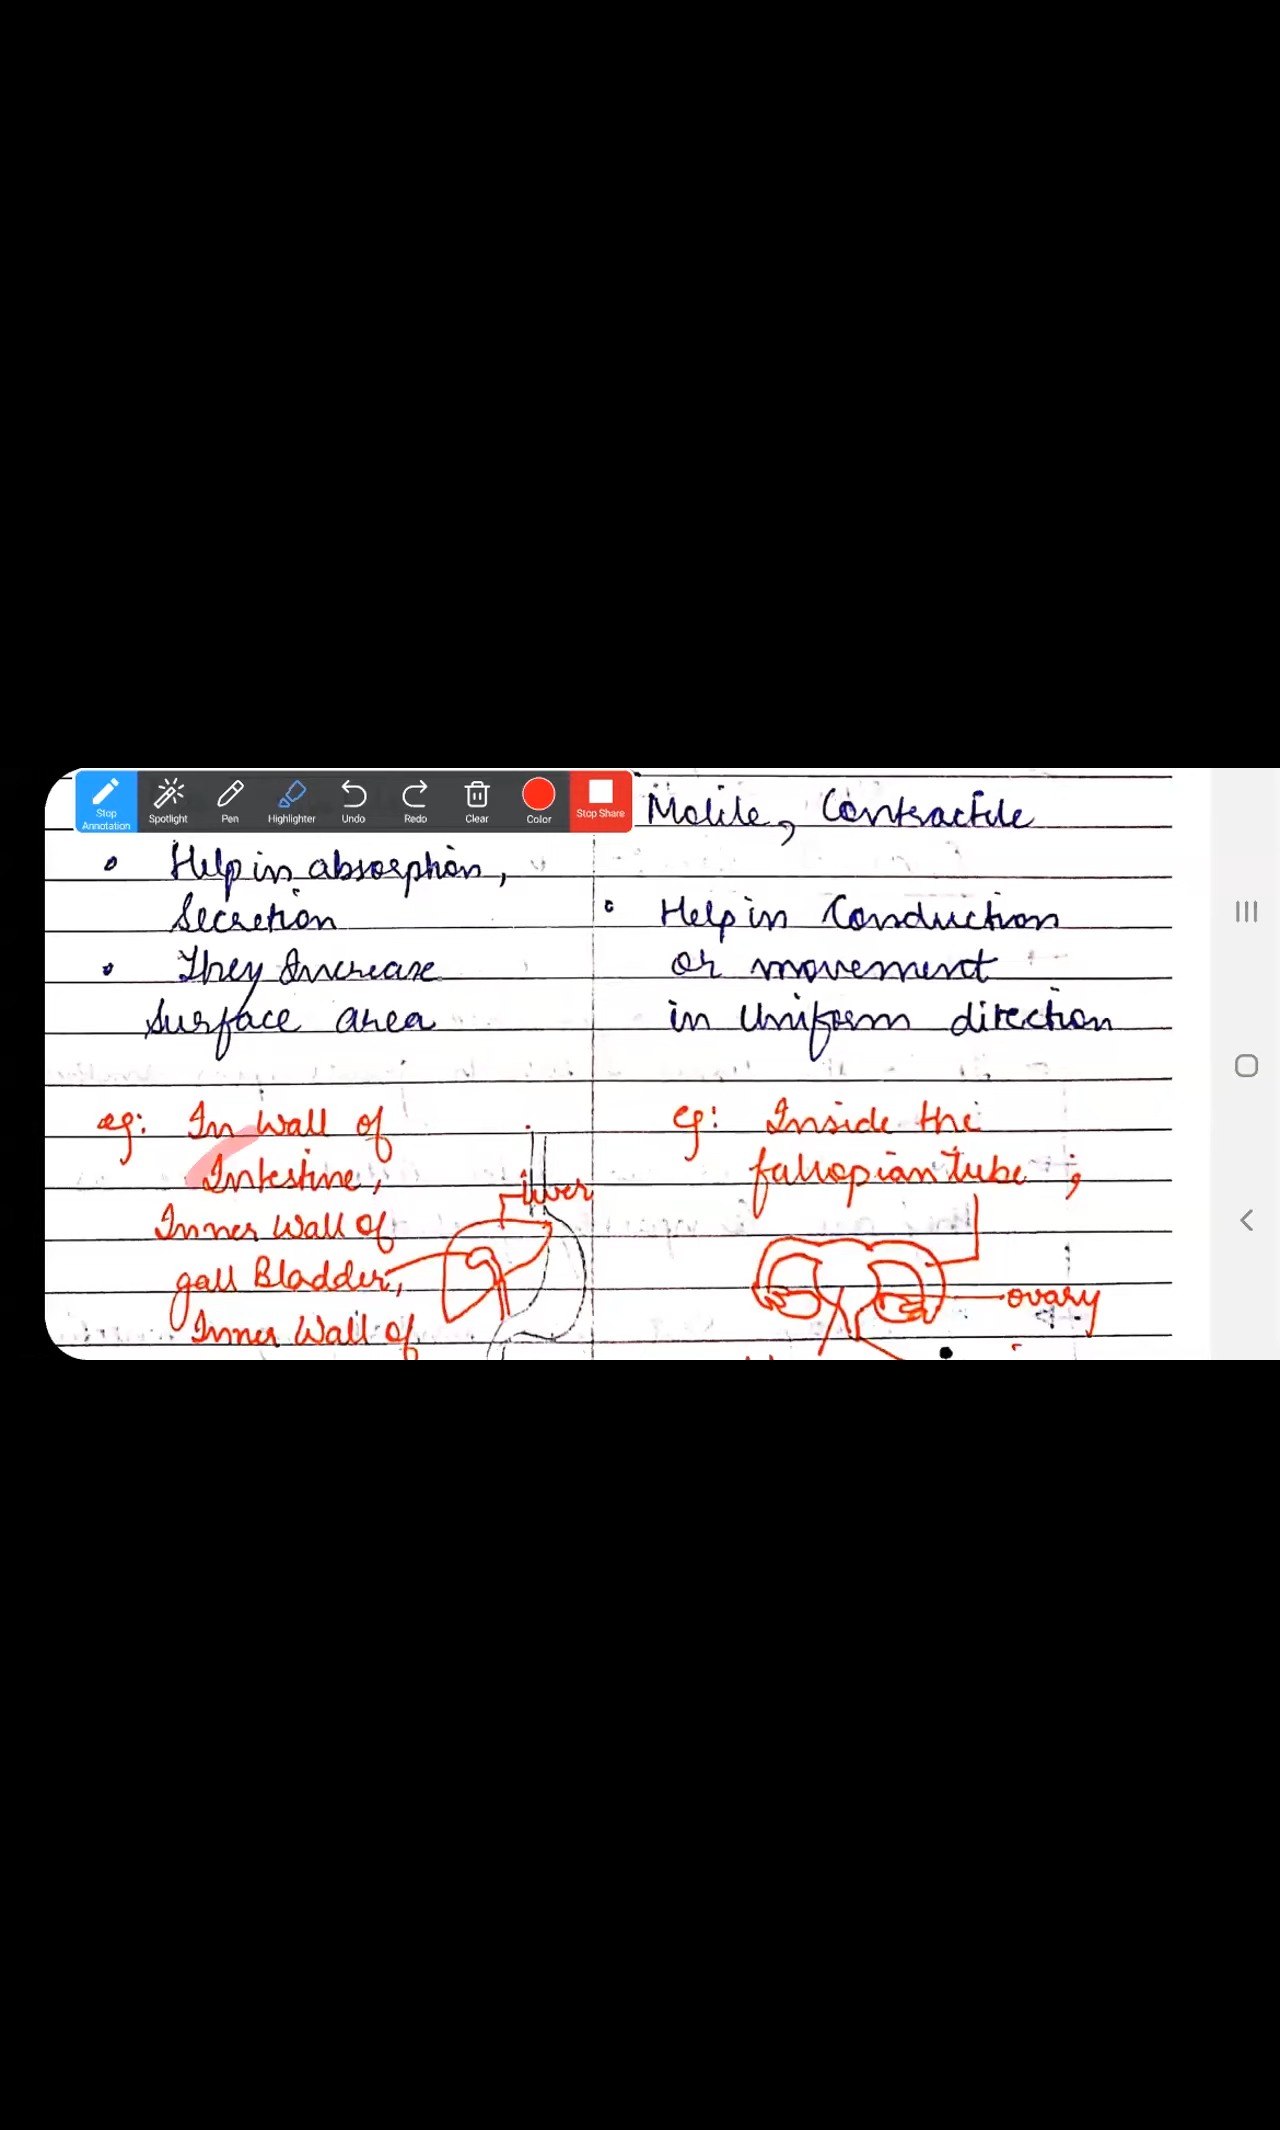 Stop Annotation
Spotlight
Pen
Highlighter
Undo
Redo
Clear
Color
Stop Share
Motile, Contractile
• Help in absorption,
Secretion
• They Increase
Surface area
• Help in Conduction
or movement
in Uniform direction
eg: In Wall of
Intestine,
Inner Wall of
gall Bladder,
Inner Wall of
liver
eg: Inside the
fallopian tube ;
ovary